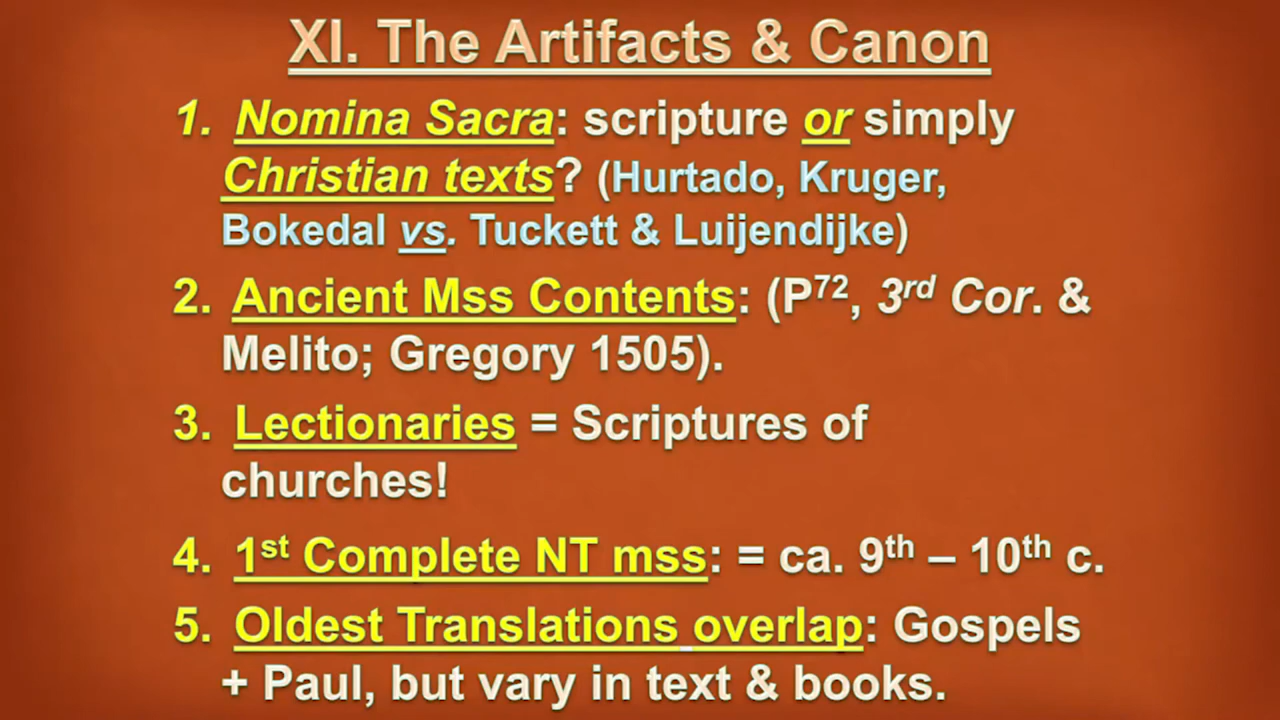 XI. The Artifacts & Canon
1. Nomina Sacra: scripture or simply
Christian texts? (Hurtado, Kruger,
Bokedal vs. Tuckett & Luijendijke)
2. Ancient Mss Contents: (P72, 3rd Cor. &
Melito; Gregory 1505).
3. Lectionaries = Scriptures of
churches!
4. 1st Complete NT mss: = ca. 9th – 10th c.
5. Oldest Translations overlap: Gospels
+ Paul, but vary in text & books.